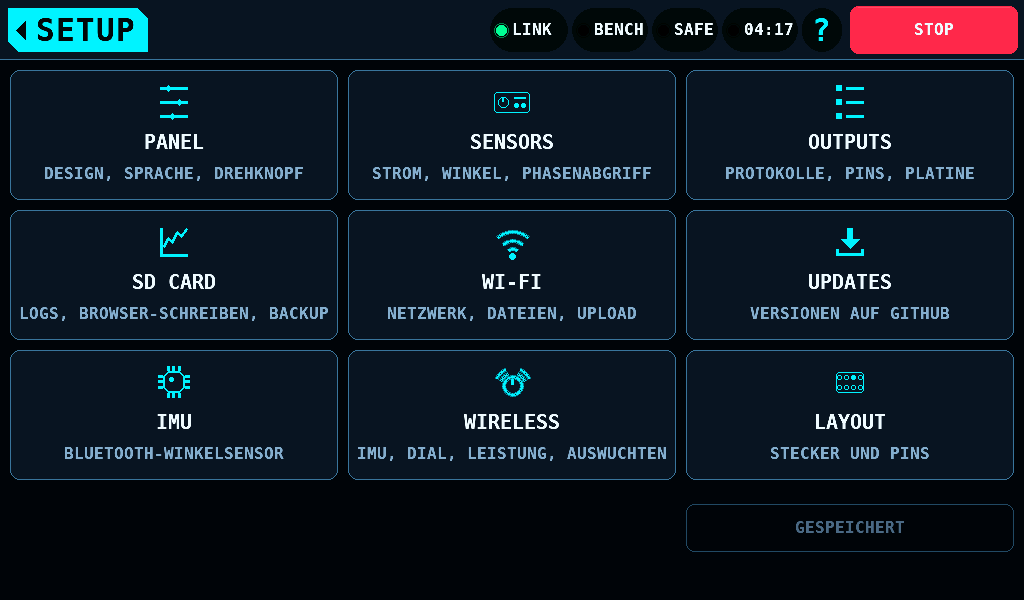 SETUP
LINK
BENCH
SAFE
04:17
?
STOP
PANEL
DESIGN, SPRACHE, DREHKNOPF
SENSORS
STROM, WINKEL, PHASENABGRIFF
OUTPUTS
PROTOKOLLE, PINS, PLATINE
SD CARD
LOGS, BROWSER-SCHREIBEN, BACKUP
WI-FI
NETZWERK, DATEIEN, UPLOAD
UPDATES
VERSIONEN AUF GITHUB
IMU
BLUETOOTH-WINKELSENSOR
WIRELESS
IMU, DIAL, LEISTUNG, AUSWUCHTEN
LAYOUT
STECKER UND PINS
GESPEICHERT